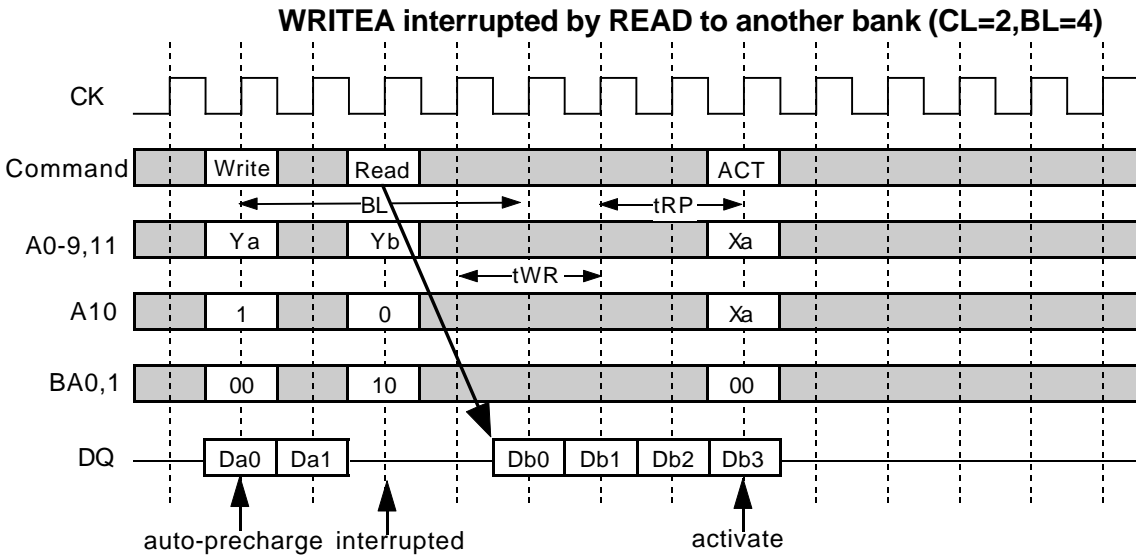 WRITEA interrupted by READ to another bank (CL=2,BL=4)
CK
Command Write Read ACT
BL tRP
A0-9,11 Ya Yb Xa
tWR
A10 1 0 Xa
BA0,1 00 10 00
DQ Da0 Da1 Db0 Db1 Db2 Db3
auto-precharge interrupted activate